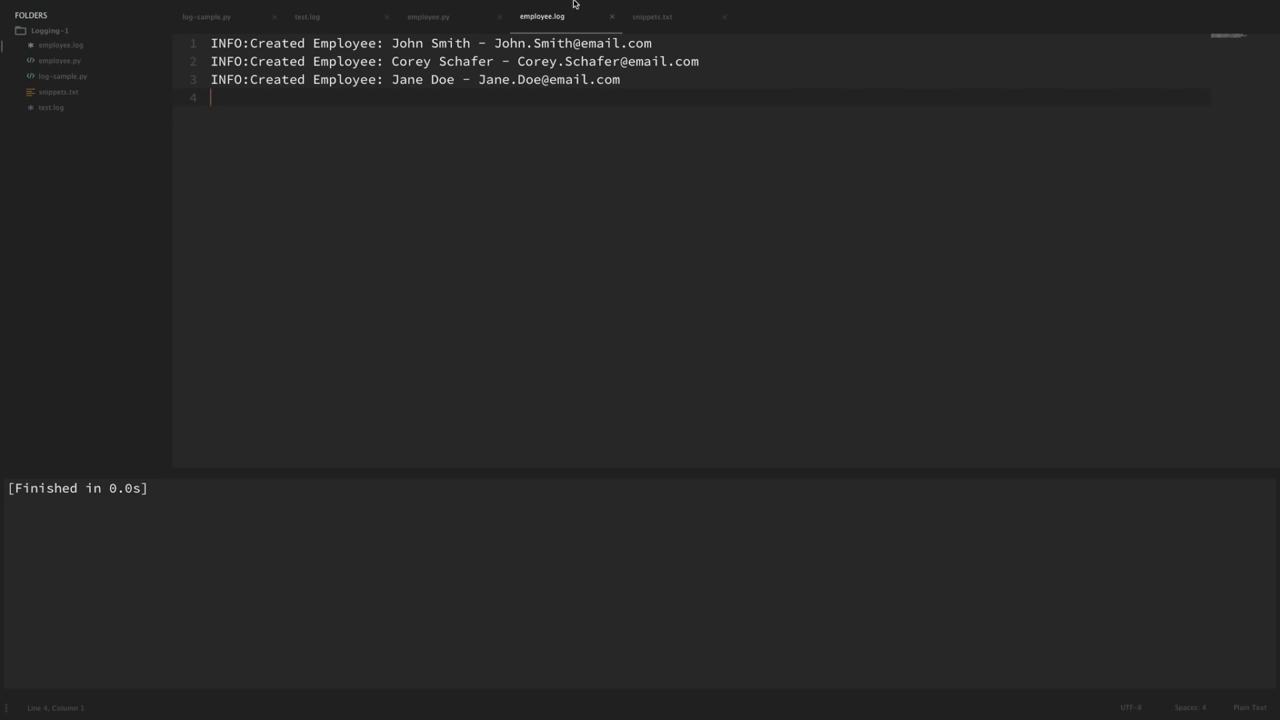 FOLDERS
Logging-1
employee.log
employee.py
log-sample.py
snippets.txt
test.log
log-sample.py × test.log × employee.py × employee.log × snippets.txt ×
1 INFO:Created Employee: John Smith - John.Smith@email.com
2 INFO:Created Employee: Corey Schafer - Corey.Schafer@email.com
3 INFO:Created Employee: Jane Doe - Jane.Doe@email.com
4
[Finished in 0.0s]
Line 4, Column 1 UTF-8 Spaces: 4 Plain Text